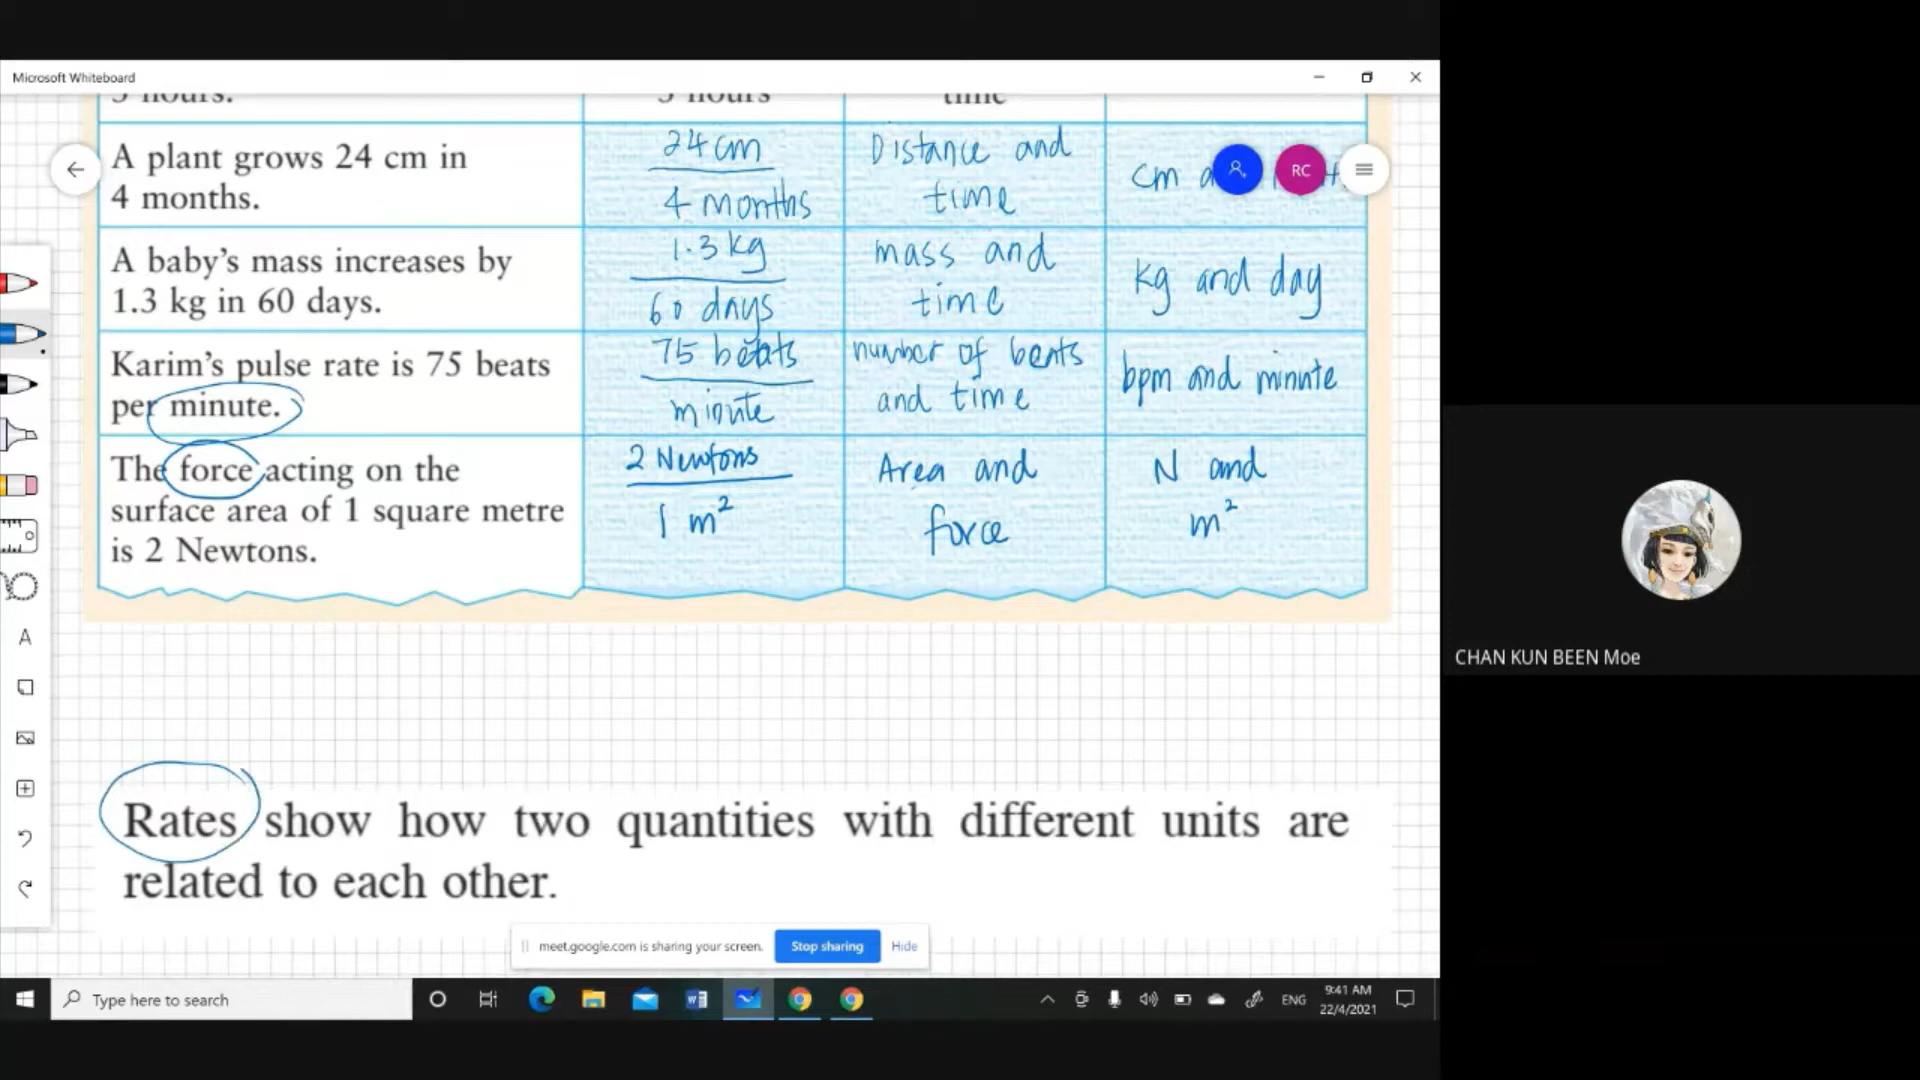 Microsoft Whiteboard
3 hours.
3 hours
time
A plant grows 24 cm in
4 months.
24 cm
4 months
Distance and
time
cm a
A baby's mass increases by
1.3 kg in 60 days.
1.3 kg
60 days
mass and
time
kg and day
Karim's pulse rate is 75 beats
per minute.
75 beats
minute
number of beats
and time
bpm and minute
The force acting on the
surface area of 1 square metre
is 2 Newtons.
2 Newtons
1 m²
Area and
force
N and
m²
RC
A
Rates show how two quantities with different units are
related to each other.
meet.google.com is sharing your screen.
Stop sharing
Hide
Type here to search
ENG
9:41 AM
22/4/2021
CHAN KUN BEEN Moe